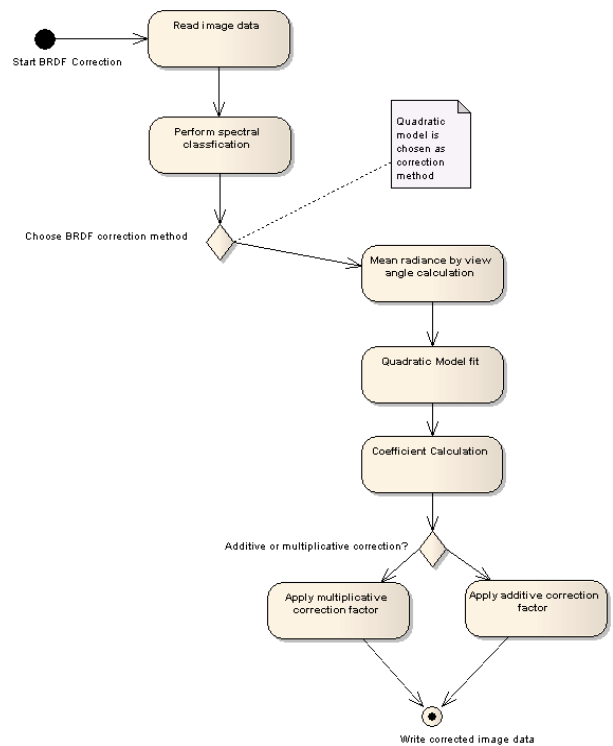 Read image data
Start BRDF Correction
Perform spectral
classfication
Quadratic
model is
chosen as
correction
method
Choose BRDF correction method
Mean radiance by view
angle calculation
Quadratic Model fit
Coefficient Calculation
Additive or multiplicative correction?
Apply multiplicative
correction factor
Apply additive correction
factor
Write corrected image data